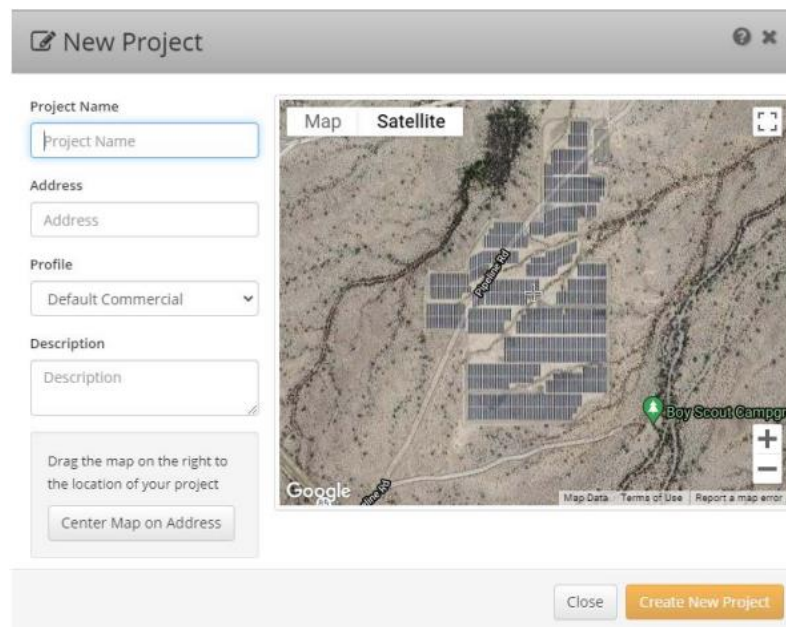 New Project
Project Name
Project Name
Address
Address
Profile
Default Commercial
Description
Description
Drag the map on the right to
the location of your project
Center Map on Address
Map Satellite
Pipeline Rd
Boy Scout Campgr
Google
Map Data Terms of Use Report a map error
Close
Create New Project